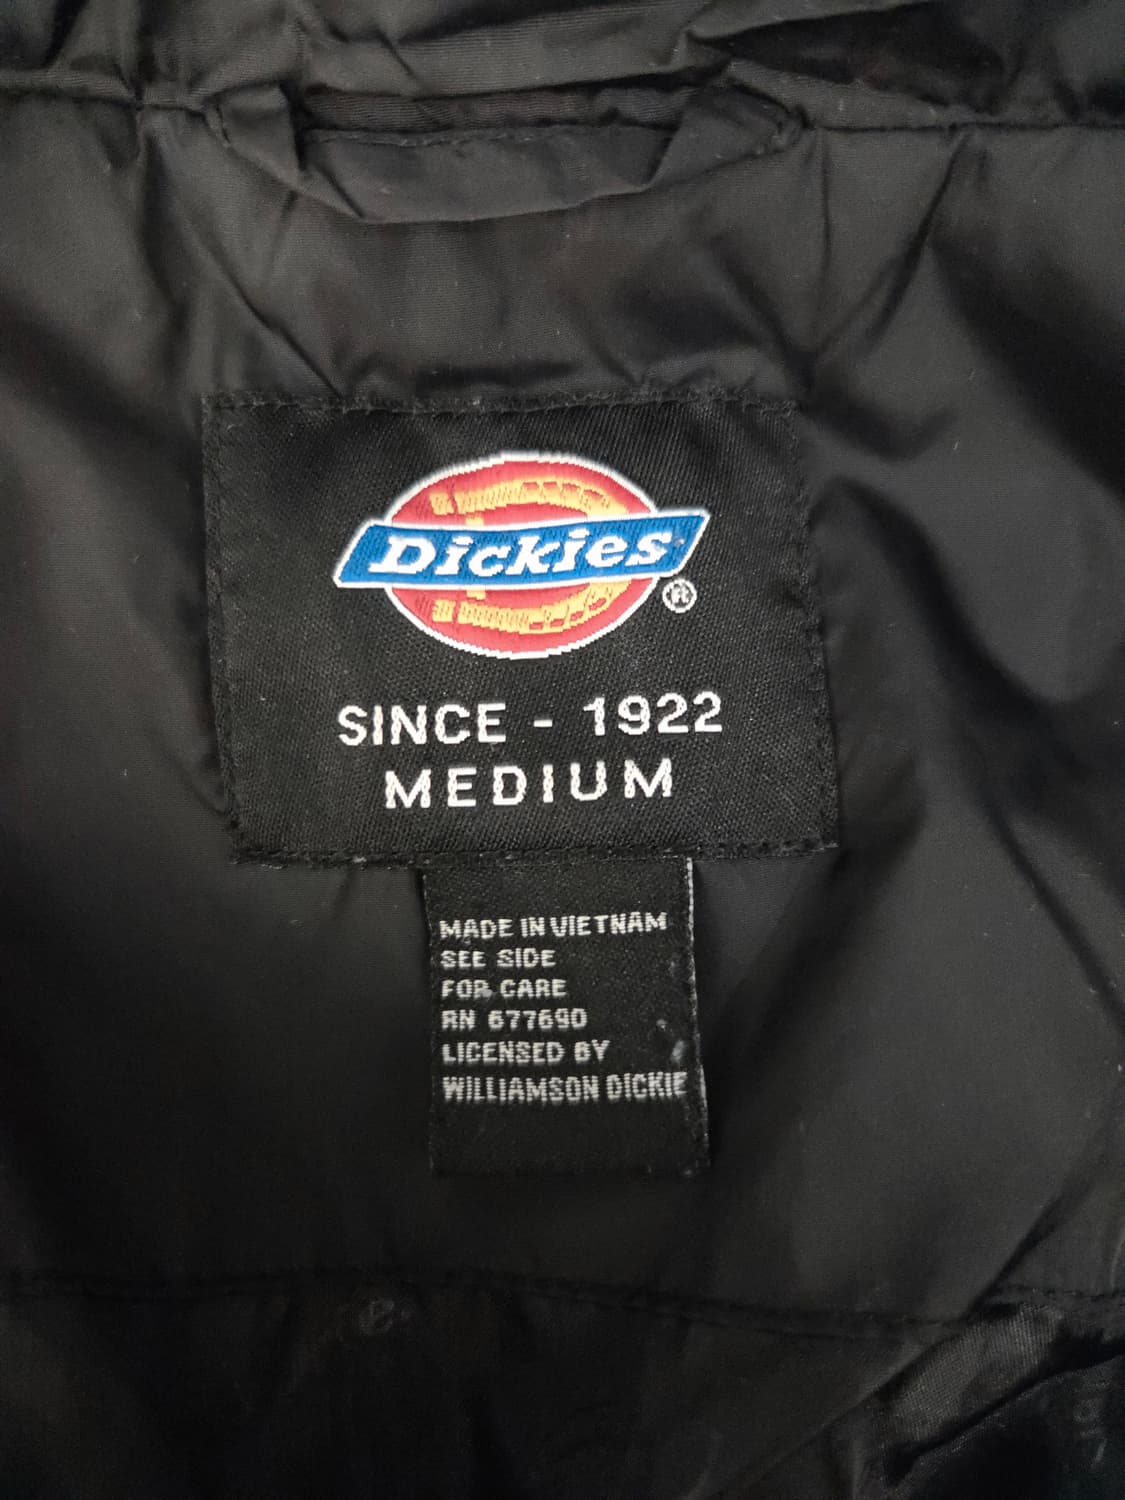 Dickies®
SINCE - 1922
MEDIUM
MADE IN VIETNAM
SEE SIDE
FOR CARE
RN 677690
LICENSED BY
WILLIAMSON DICKIE